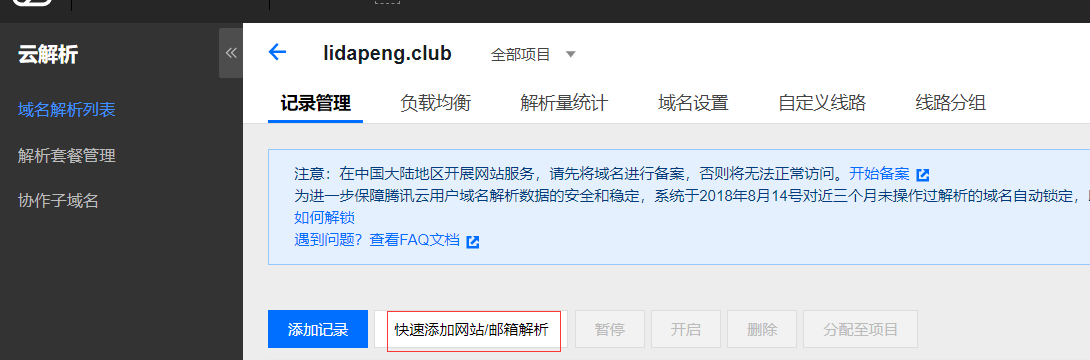 云解析
域名解析列表
解析套餐管理
协作子域名
lidapeng.club 全部项目
记录管理 负载均衡 解析量统计 域名设置 自定义线路 线路分组
注意：在中国大陆地区开展网站服务，请先将域名进行备案，否则将无法正常访问。开始备案
为进一步保障腾讯云用户域名解析数据的安全和稳定，系统于2018年8月14号对近三个月未操作过解析的域名自动锁定，
如何解锁
遇到问题？查看FAQ文档
添加记录 快速添加网站/邮箱解析 暂停 开启 删除 分配至项目